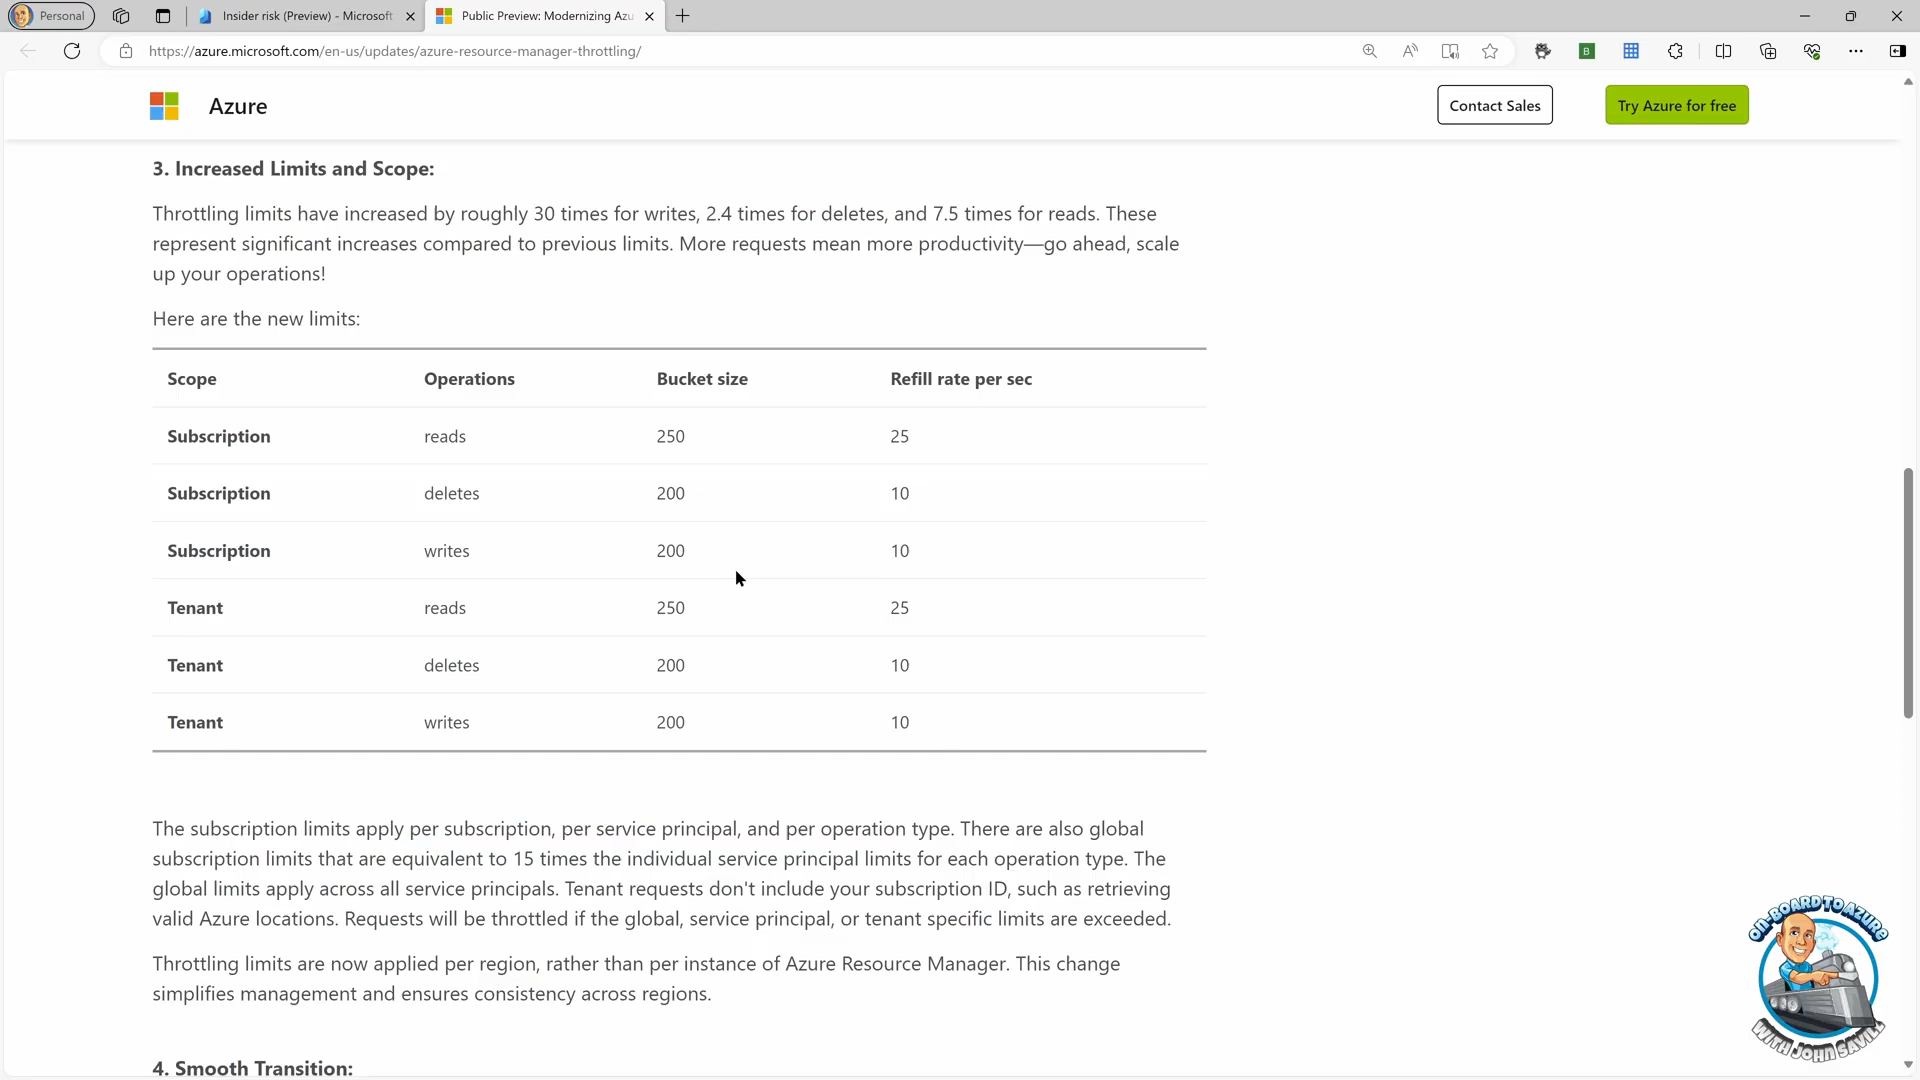 Personal
Insider risk (Preview) - Microsoft
Public Preview: Modernizing Azu
https://azure.microsoft.com/en-us/updates/azure-resource-manager-throttling/
Azure
Contact Sales
Try Azure for free
3. Increased Limits and Scope:
Throttling limits have increased by roughly 30 times for writes, 2.4 times for deletes, and 7.5 times for reads. These
represent significant increases compared to previous limits. More requests mean more productivity—go ahead, scale
up your operations!
Here are the new limits:
Scope Operations Bucket size Refill rate per sec
Subscription reads 250 25
Subscription deletes 200 10
Subscription writes 200 10
Tenant reads 250 25
Tenant deletes 200 10
Tenant writes 200 10
The subscription limits apply per subscription, per service principal, and per operation type. There are also global
subscription limits that are equivalent to 15 times the individual service principal limits for each operation type. The
global limits apply across all service principals. Tenant requests don't include your subscription ID, such as retrieving
valid Azure locations. Requests will be throttled if the global, service principal, or tenant specific limits are exceeded.
Throttling limits are now applied per region, rather than per instance of Azure Resource Manager. This change
simplifies management and ensures consistency across regions.
4. Smooth Transition:
ON-BOARD TO AZURE
WITH JOHN SAVILL